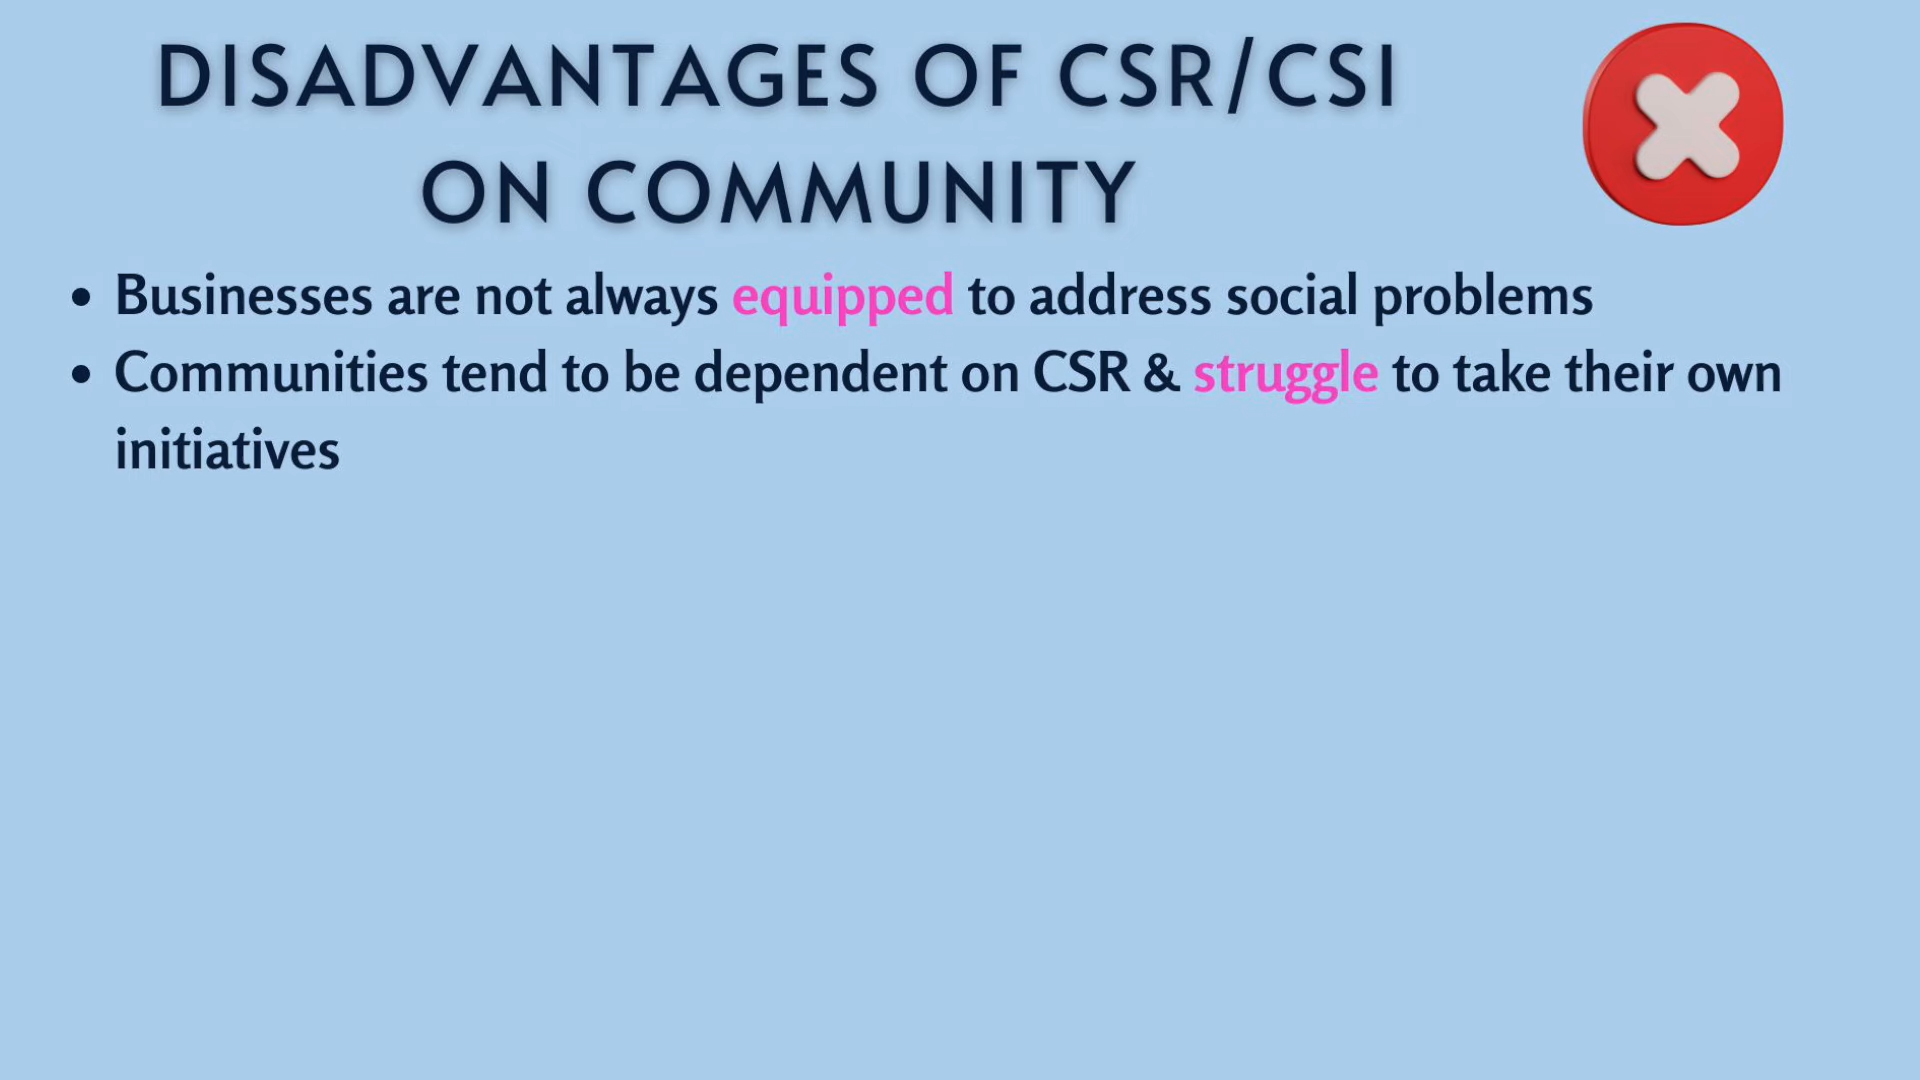 DISADVANTAGES OF CSR/CSI
ON COMMUNITY
• Businesses are not always equipped to address social problems
• Communities tend to be dependent on CSR & struggle to take their own
initiatives